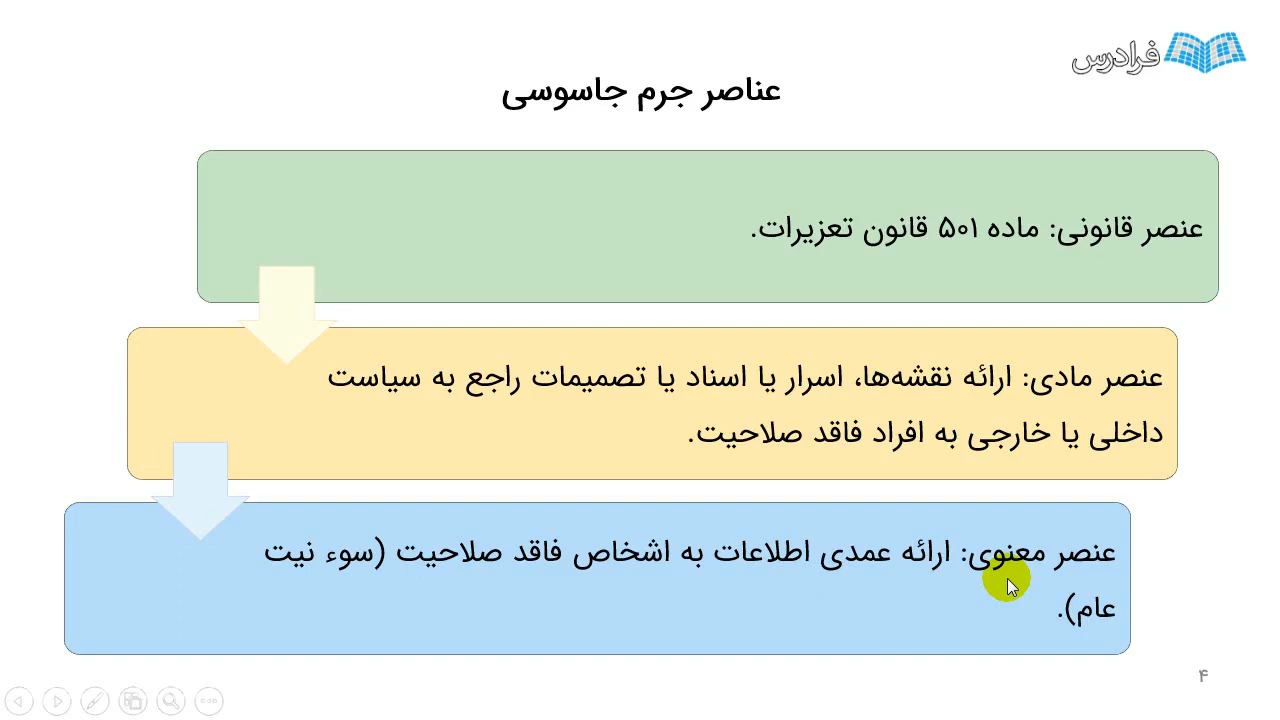 فرادرس
عناصر جرم جاسوسی
عنصر قانونی: ماده ۵۰۱ قانون تعزیرات.
عنصر مادی: ارائه نقشه‌ها، اسرار یا اسناد یا تصمیمات راجع به سیاست
داخلی یا خارجی به افراد فاقد صلاحیت.
عنصر معنوی: ارائه عمدی اطلاعات به اشخاص فاقد صلاحیت (سوء نیت
عام).
۴